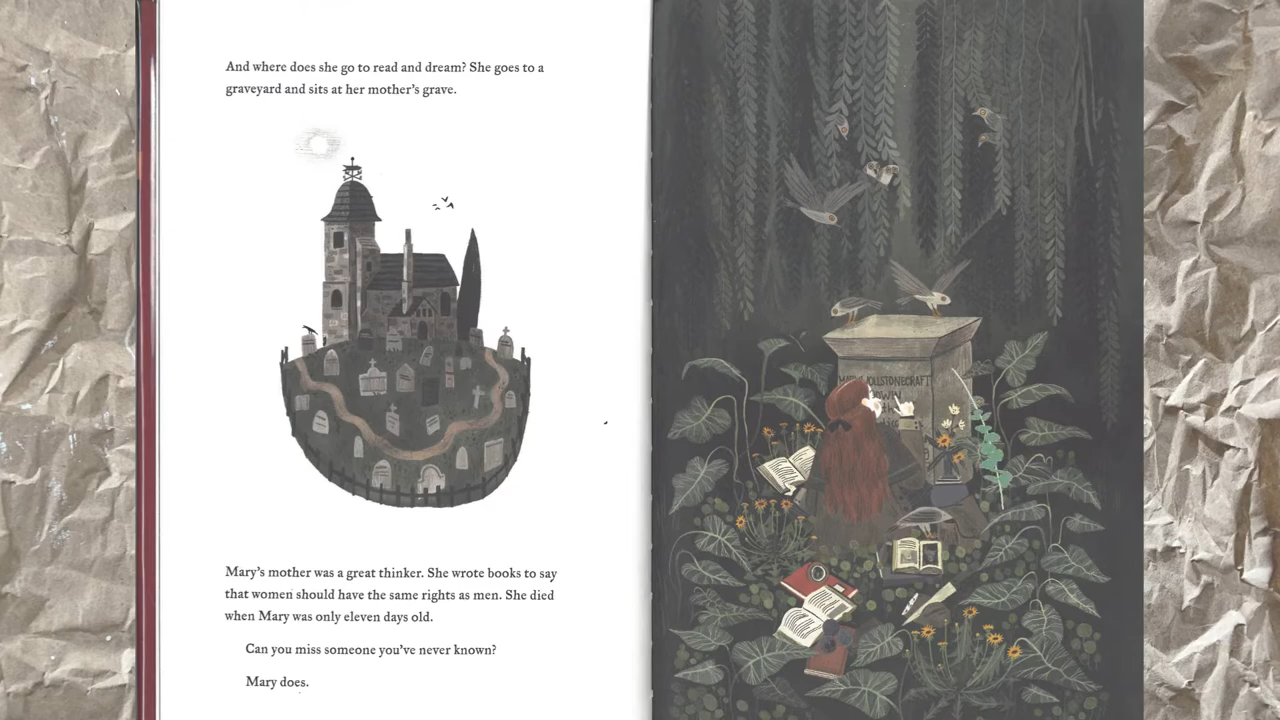 And where does she go to read and dream? She goes to a
graveyard and sits at her mother's grave.
Mary's mother was a great thinker. She wrote books to say
that women should have the same rights as men. She died
when Mary was only eleven days old.
Can you miss someone you've never known?
Mary does.
WOLLSTONECRAFT